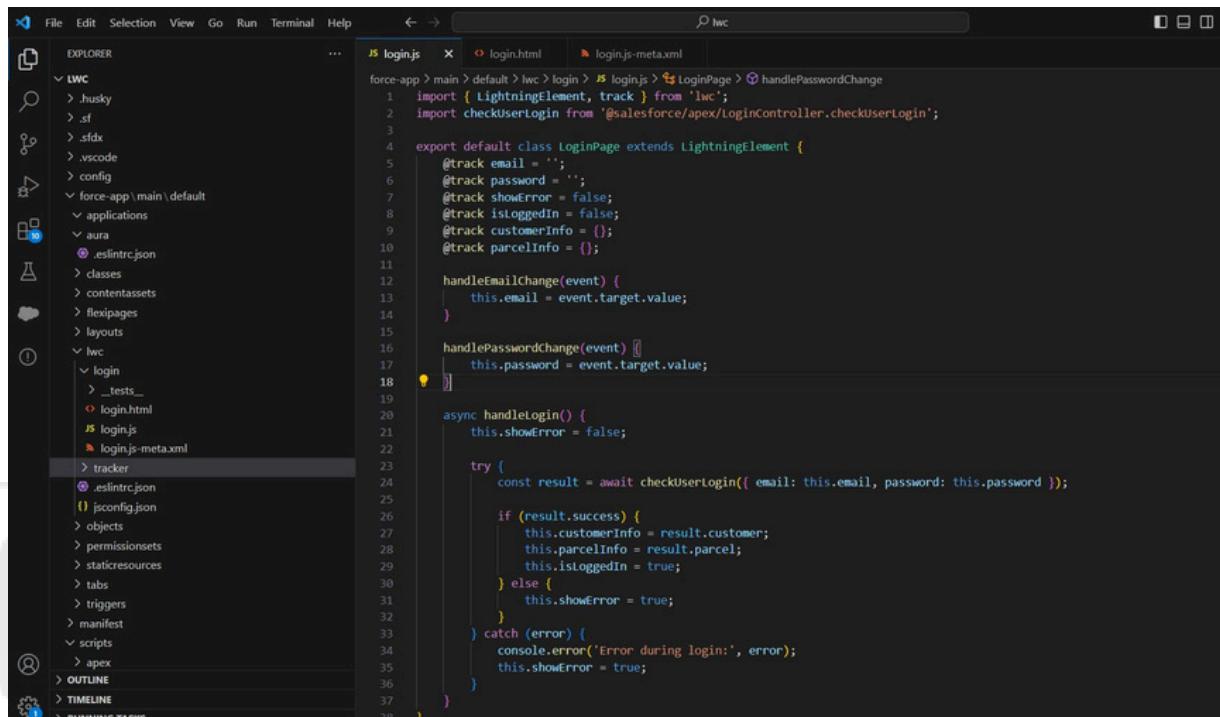 File Edit Selection View Go Run Terminal Help
lwc
EXPLORER
LWC
.husky
.sf
.sfdx
.vscode
config
force-app\main\default
applications
aura
.eslintrc.json
classes
contentassets
flexipages
layouts
lwc
login
__tests__
login.html
JS login.js
login.js-meta.xml
tracker
.eslintrc.json
{} jsconfig.json
objects
permissionsets
staticresources
tabs
triggers
manifest
scripts
apex
OUTLINE
TIMELINE
RUNNING TASKS
10
1
JS login.js
login.html
login.js-meta.xml
force-app > main > default > lwc > login > JS login.js > LoginPage > handlePasswordChange
1 import { LightningElement, track } from 'lwc';
2 import checkUserLogin from '@salesforce/apex/LoginController.checkUserLogin';
3
4 export default class LoginPage extends LightningElement {
5 @track email = '';
6 @track password = '';
7 @track showError = false;
8 @track isLoggedIn = false;
9 @track customerInfo = {};
10 @track parcelInfo = {};
11
12 handleEmailChange(event) {
13 this.email = event.target.value;
14 }
15
16 handlePasswordChange(event) {
17 this.password = event.target.value;
18 }
19
20 async handleLogin() {
21 this.showError = false;
22
23 try {
24 const result = await checkUserLogin({ email: this.email, password: this.password });
25
26 if (result.success) {
27 this.customerInfo = result.customer;
28 this.parcelInfo = result.parcel;
29 this.isLoggedIn = true;
30 } else {
31 this.showError = true;
32 }
33 } catch (error) {
34 console.error('Error during login:', error);
35 this.showError = true;
36 }
37 }
38 }